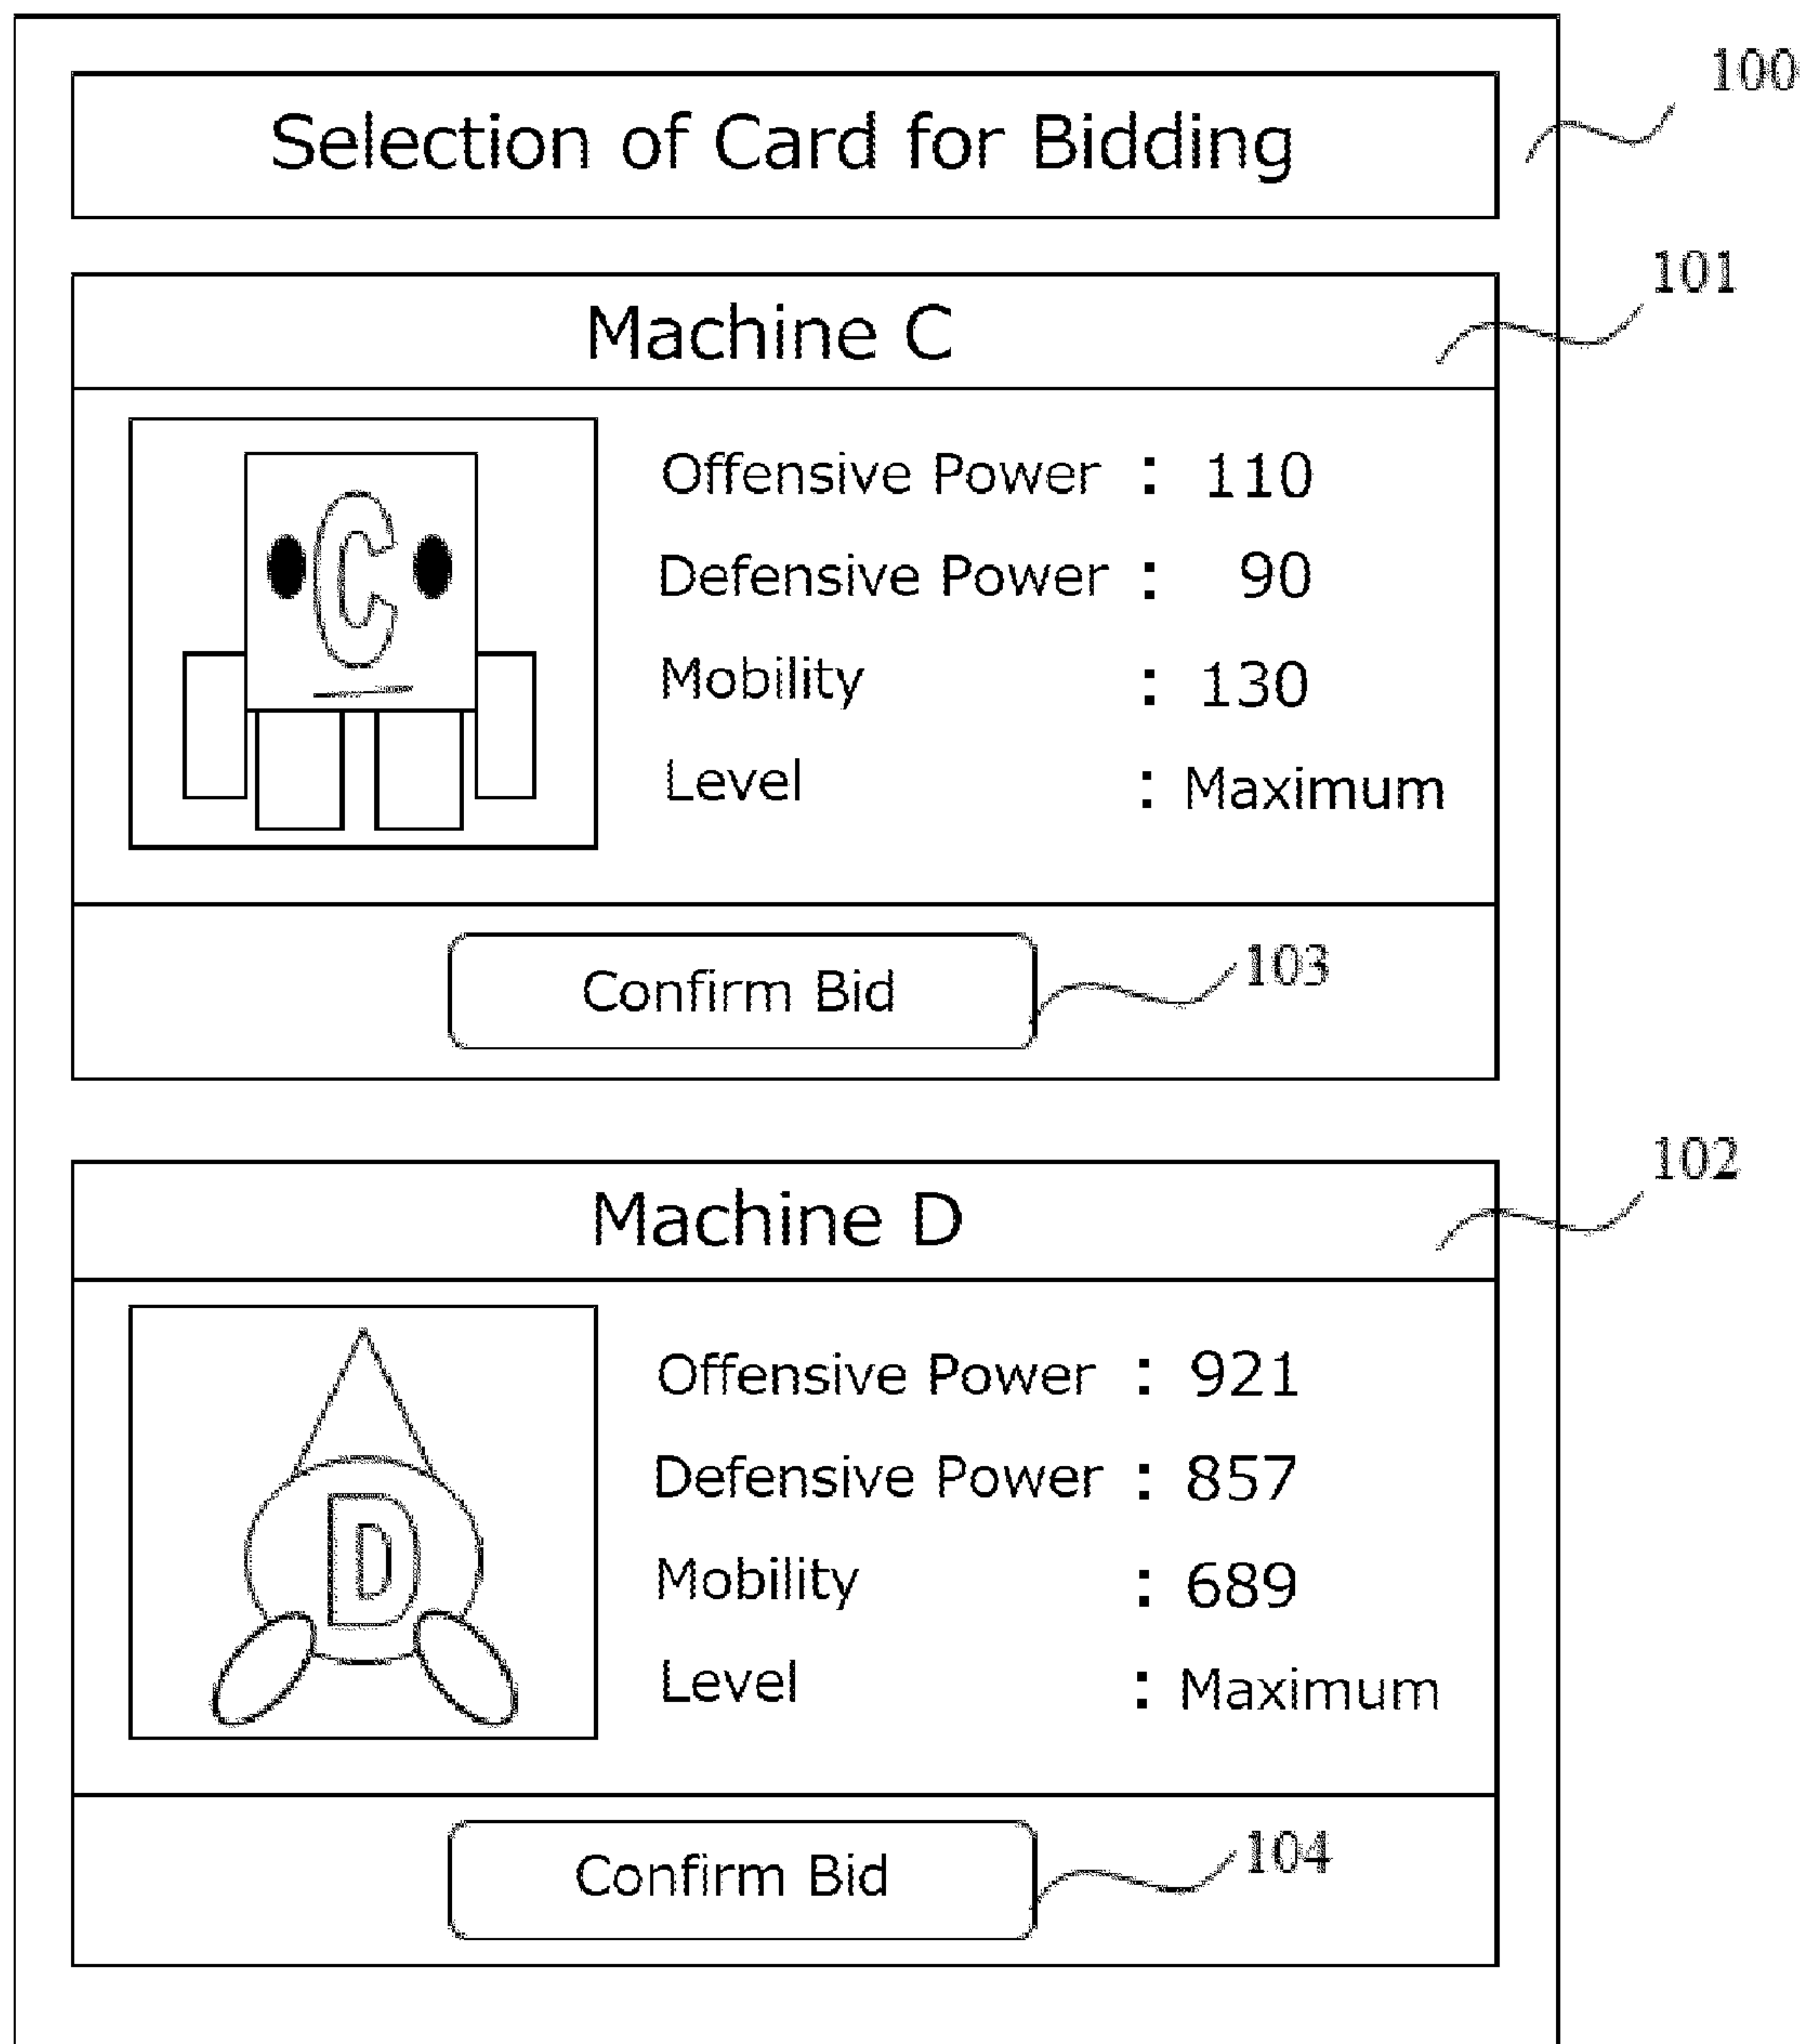 100
Selection of Card for Bidding
101
Machine C
C
Offensive Power : 110
Defensive Power : 90
Mobility : 130
Level : Maximum
Confirm Bid
103
102
Machine D
D
Offensive Power : 921
Defensive Power : 857
Mobility : 689
Level : Maximum
Confirm Bid
104